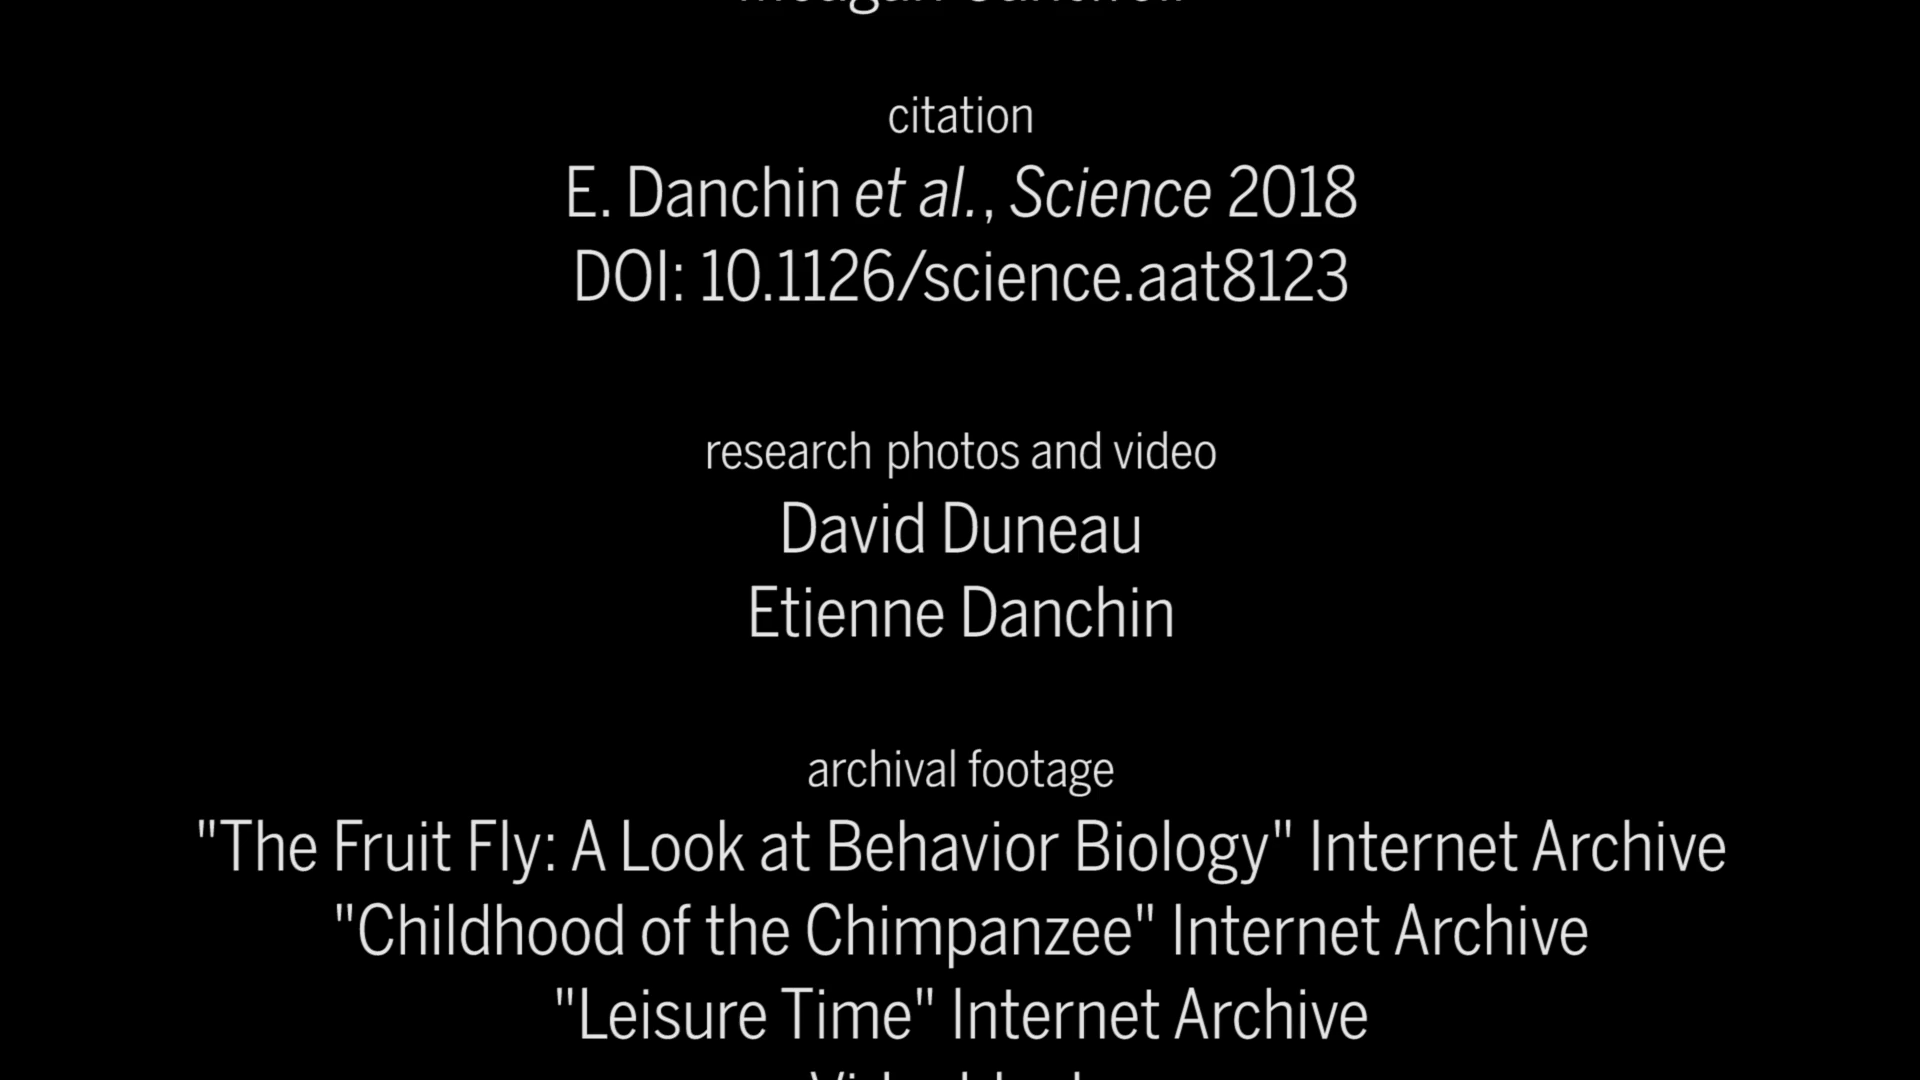 citation
E. Danchin et al., Science 2018
DOI: 10.1126/science.aat8123
research photos and video
David Duneau
Etienne Danchin
archival footage
"The Fruit Fly: A Look at Behavior Biology" Internet Archive
"Childhood of the Chimpanzee" Internet Archive
"Leisure Time" Internet Archive